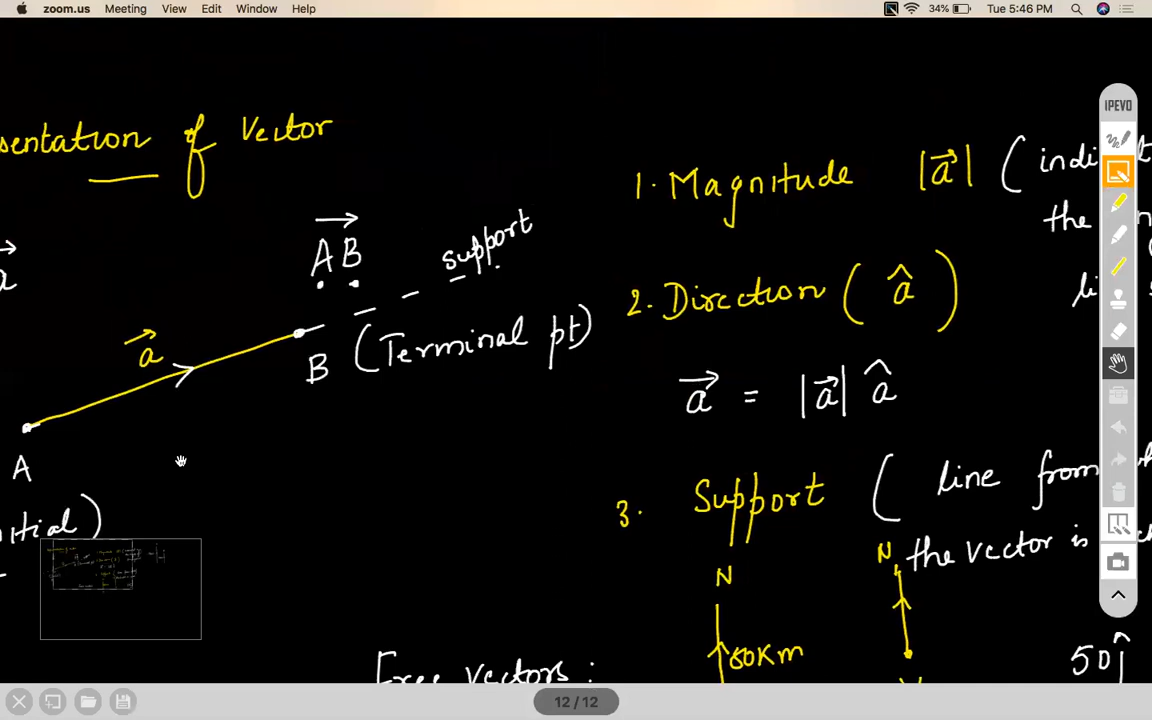 zoom.us Meeting View Edit Window Help
34% Tue 5:46 PM
IPEVO
sentation of Vector
1. Magnitude |a⃗| (indi
the
2. Direction ( â )
li
AB⃗
support
a⃗
a⃗
B (Terminal pt)
A
a⃗ = |a⃗| â
3. Support ( line from
the vector is
itial)
N
N
60Km
50ĵ
Free vectors :
12 / 12